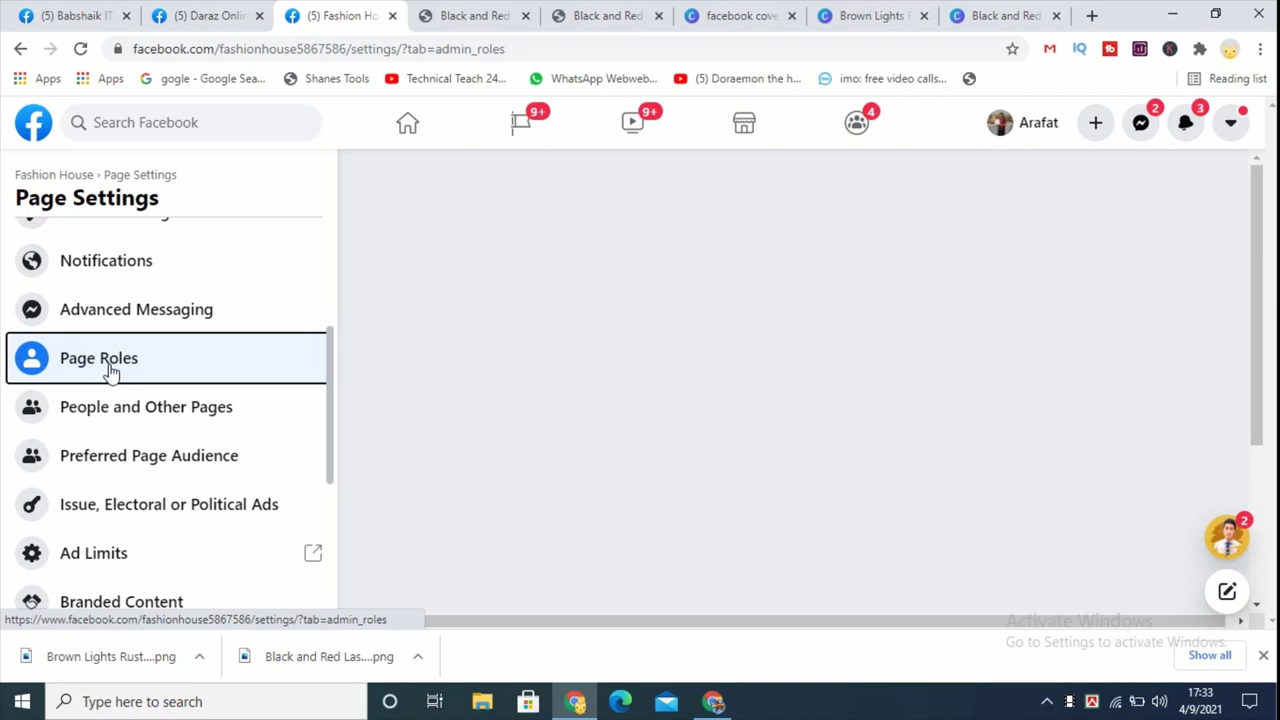 (5) Babshaik IT
(5) Daraz Onli
(5) Fashion Ho
Black and Red
Black and Red
facebook cove
Brown Lights R
Black and Red
facebook.com/fashionhouse5867586/settings/?tab=admin_roles
Apps
Apps
gogle - Google Sea...
Shanes Tools
Technical Teach 24...
WhatsApp Webweb...
(5) Doraemon the h...
imo: free video calls...
Reading list
Search Facebook
9+
9+
4
Arafat
2
3
Fashion House › Page Settings
Page Settings
Notifications
Advanced Messaging
Page Roles
People and Other Pages
Preferred Page Audience
Issue, Electoral or Political Ads
Ad Limits
Branded Content
2
https://www.facebook.com/fashionhouse5867586/settings/?tab=admin_roles
Activate Windows
Go to Settings to activate Windows.
Brown Lights Rust....png
Black and Red Las....png
Show all
Type here to search
17:33
4/9/2021